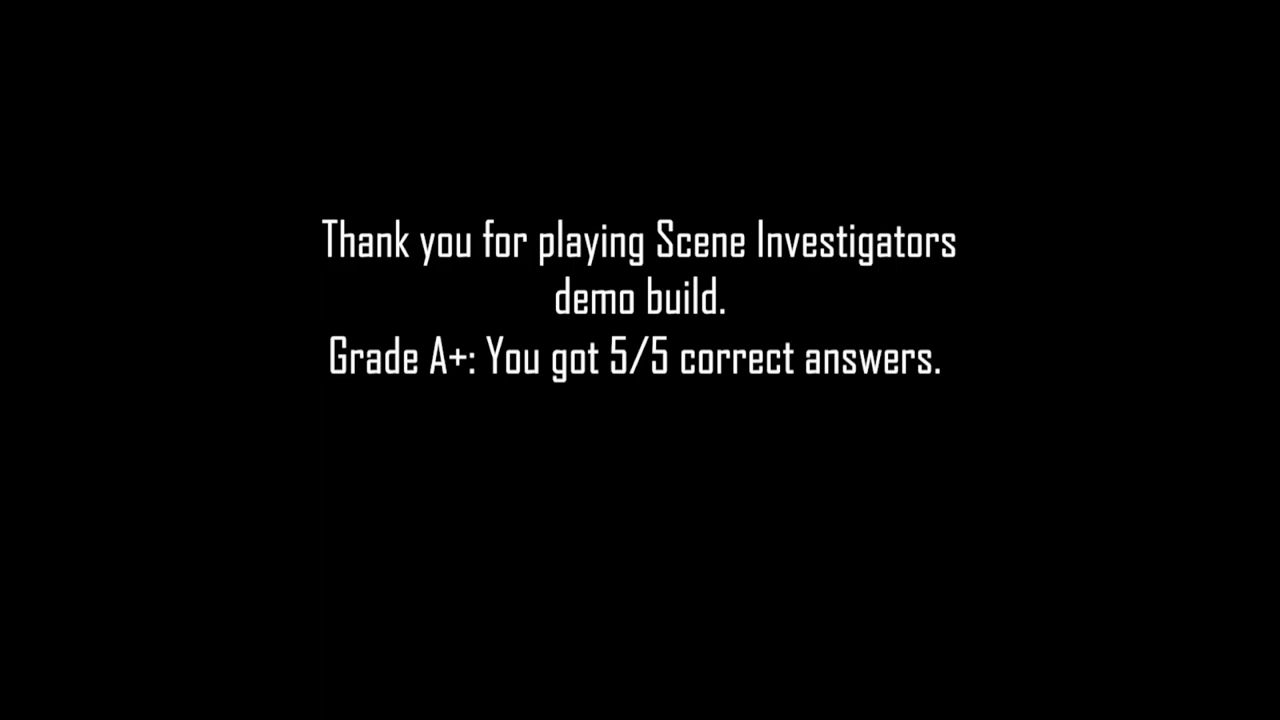 Thank you for playing Scene Investigators
demo build.
Grade A+: You got 5/5 correct answers.